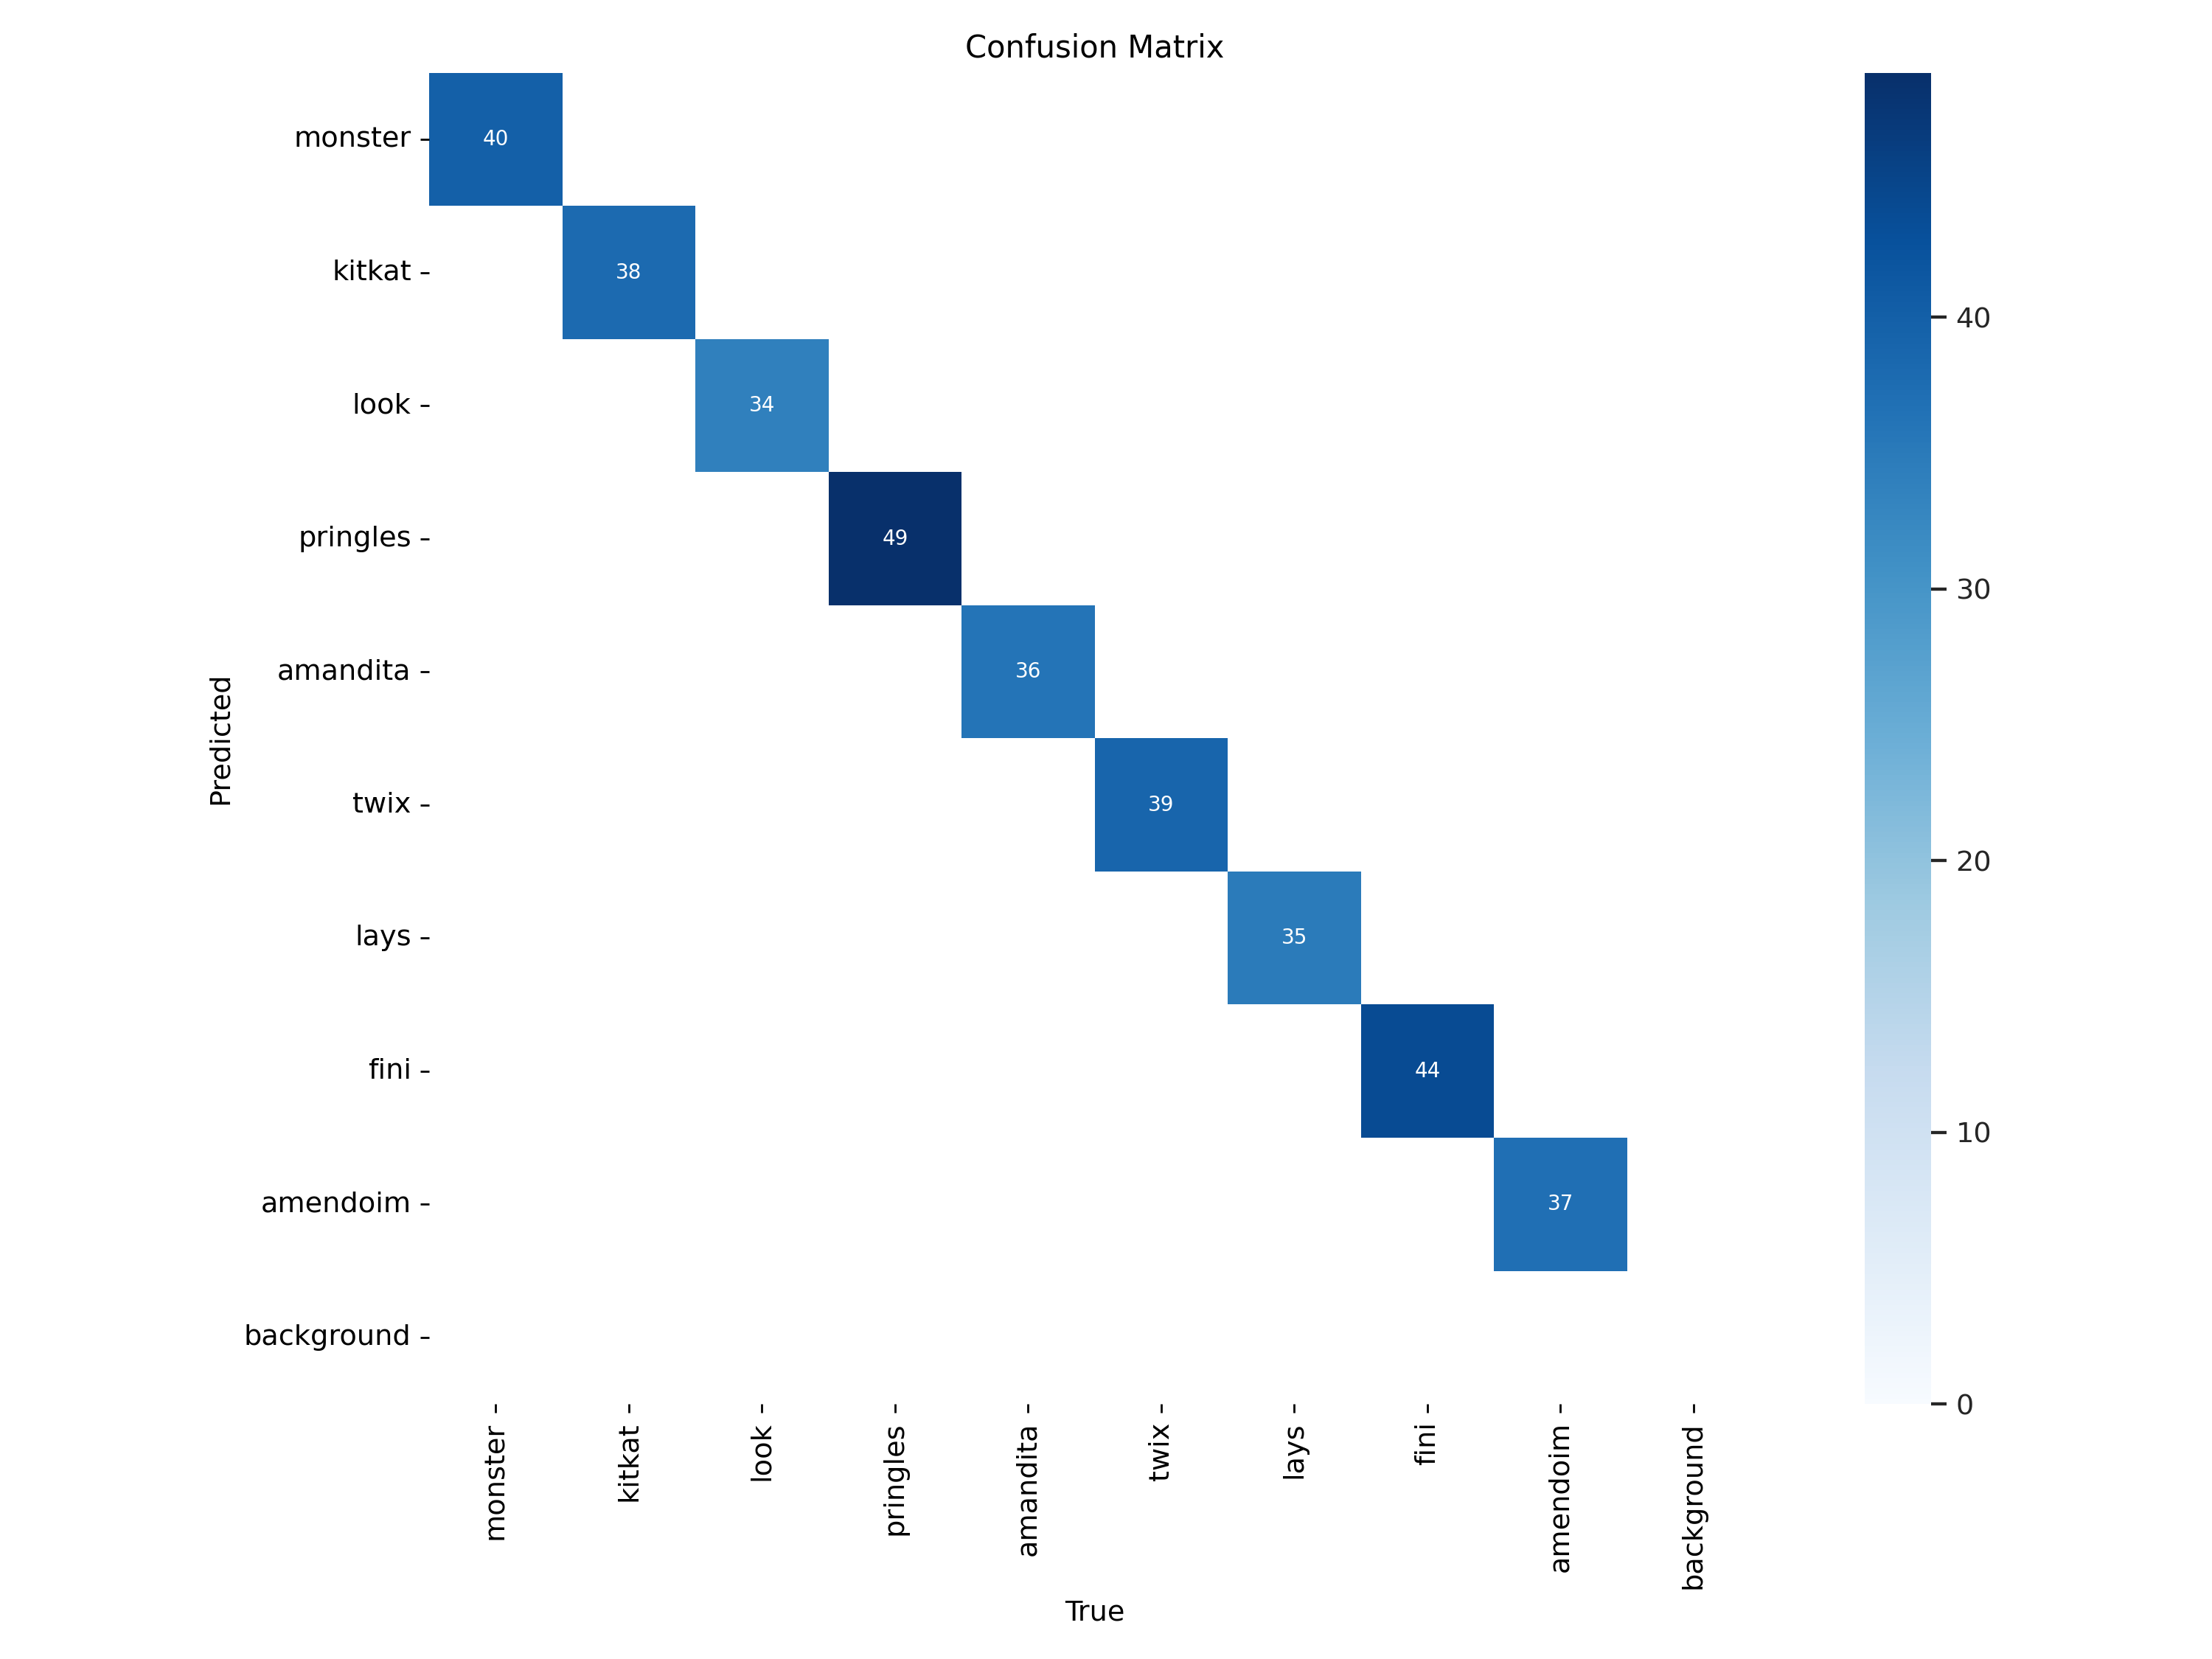 Confusion Matrix
monster
40
kitkat
38
40
look
34
pringles
49
30
amandita
36
Predicted
twix
39
20
lays
35
fini
44
10
amendoim
37
background
0
monster
kitkat
look
pringles
amandita
twix
lays
fini
amendoim
background
True